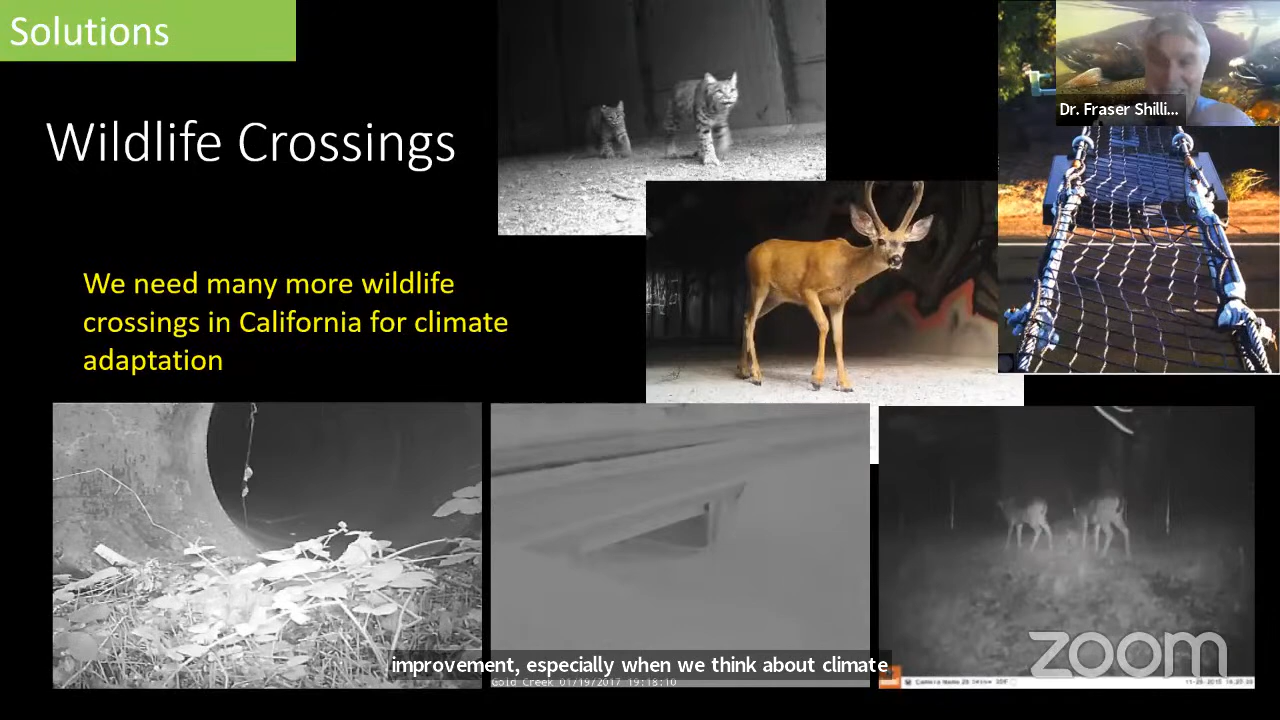 Solutions
Wildlife Crossings
Dr. Fraser Shilli...
We need many more wildlife
crossings in California for climate
adaptation
improvement, especially when we think about climate
Gold Creek 01/19/2017 19:18:10
zoom